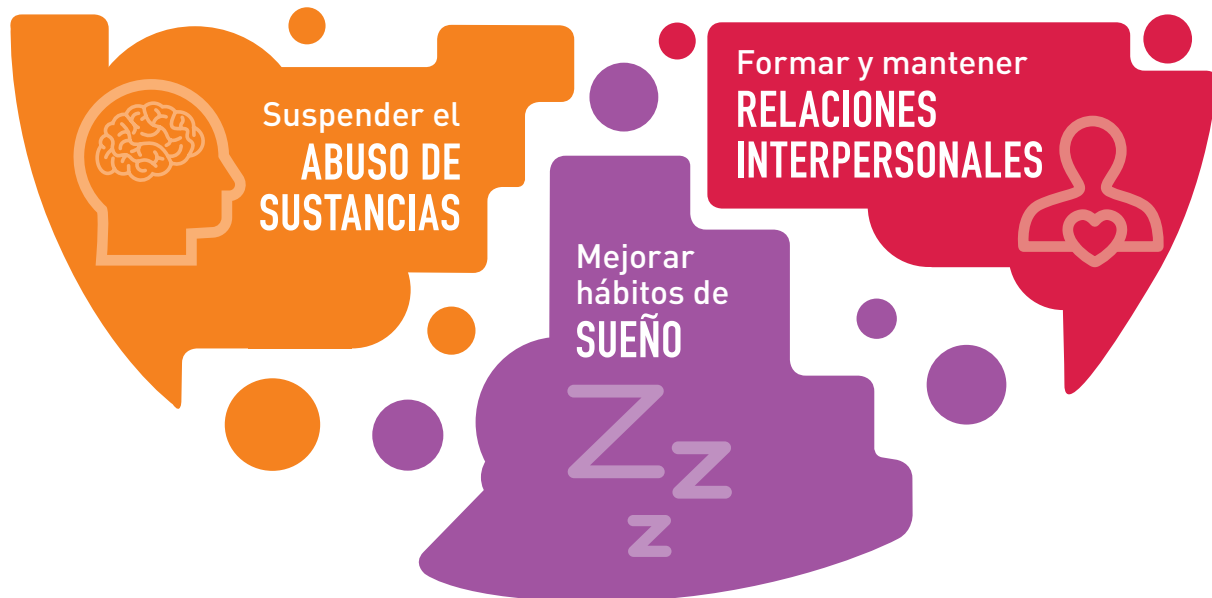 Suspender el
ABUSO DE
SUSTANCIAS
Formar y mantener
RELACIONES
INTERPERSONALES
Mejorar
hábitos de
SUEÑO
Z
z
z